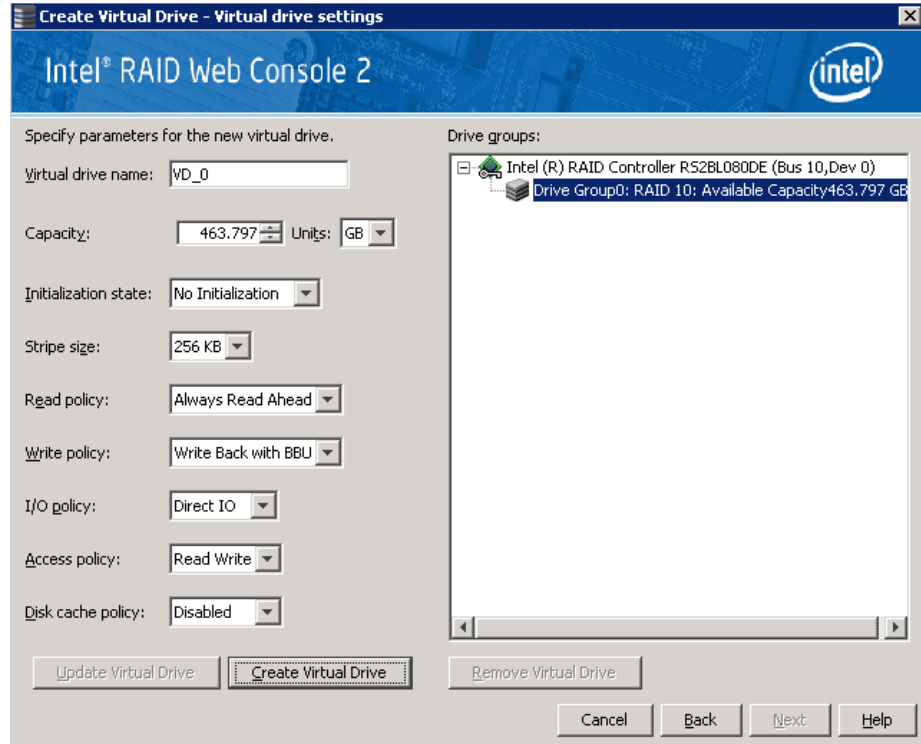 Create Virtual Drive - Virtual drive settings
Intel® RAID Web Console 2
intel
Specify parameters for the new virtual drive.
Virtual drive name: VD_0
Capacity: 463.797 Units: GB
Initialization state: No Initialization
Stripe size: 256 KB
Read policy: Always Read Ahead
Write policy: Write Back with BBU
I/O policy: Direct IO
Access policy: Read Write
Disk cache policy: Disabled
Update Virtual Drive Create Virtual Drive
Drive groups:
Intel (R) RAID Controller RS2BL080DE (Bus 10,Dev 0)
Drive Group0: RAID 10: Available Capacity463.797 GB
Remove Virtual Drive
Cancel Back Next Help